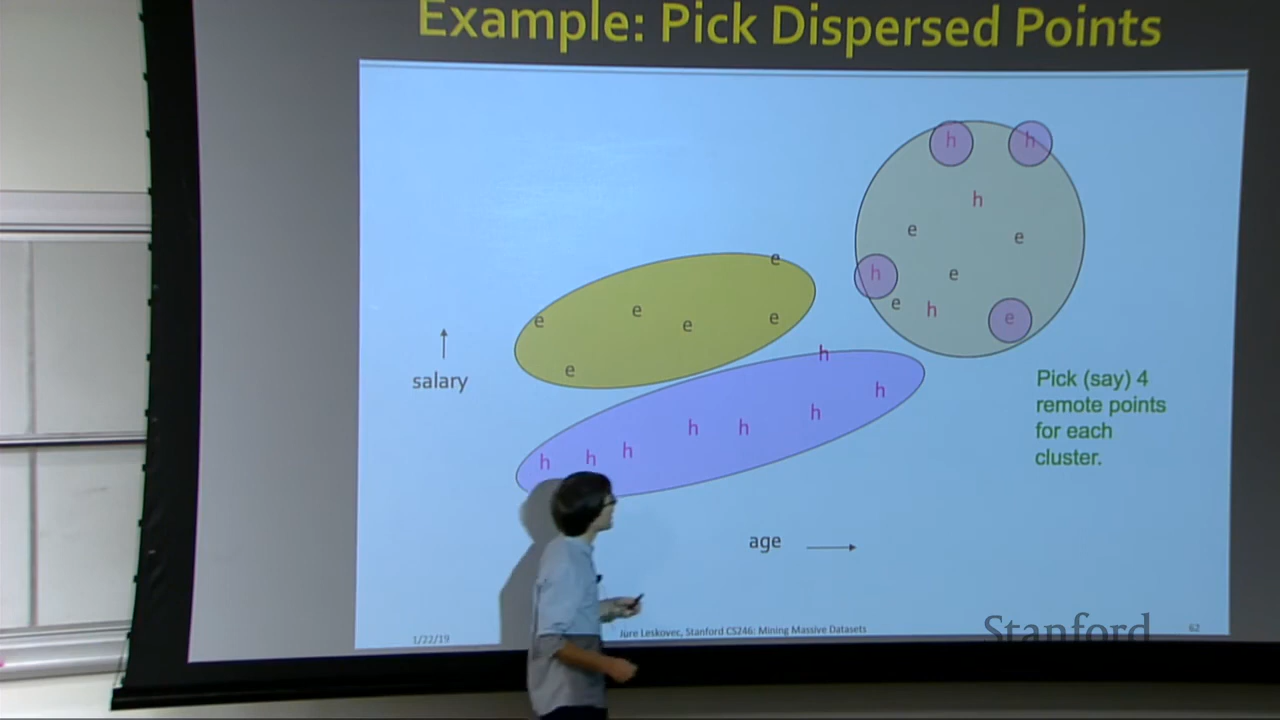 Example: Pick Dispersed Points
h h
h
e e
e
h e
e
e h e
e e e
e
salary
e
h
h
h
h h
h
h h
Pick (say) 4
remote points
for each
cluster.
age
1/22/19
Jure Leskovec, Stanford CS246: Mining Massive Datasets
Stanford
62